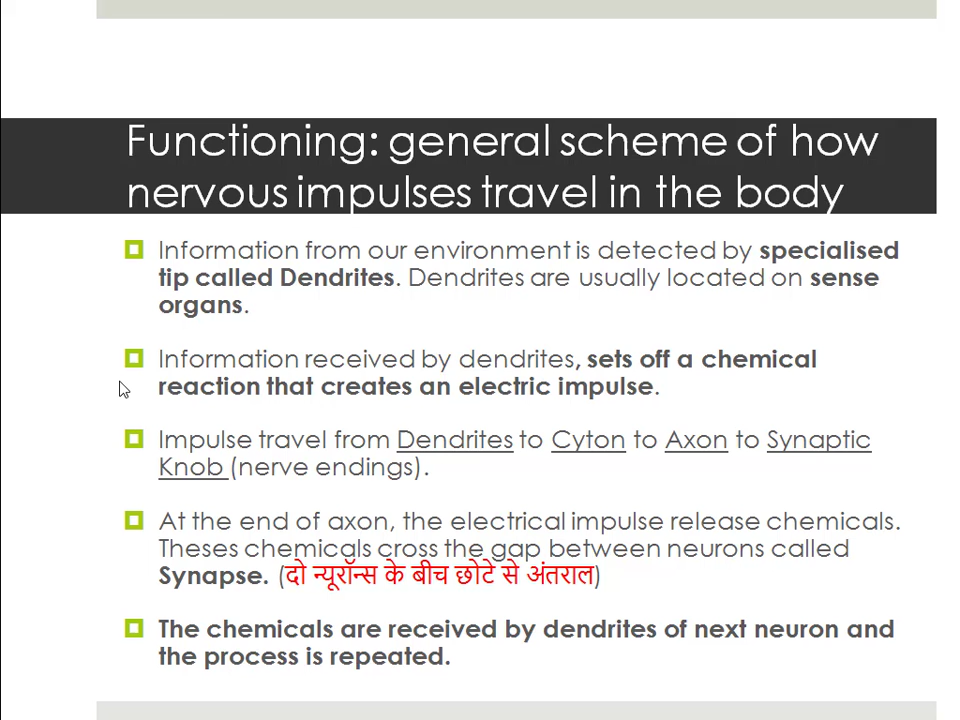 Functioning: general scheme of how
nervous impulses travel in the body
Information from our environment is detected by specialised
tip called Dendrites. Dendrites are usually located on sense
organs.
Information received by dendrites, sets off a chemical
reaction that creates an electric impulse.
Impulse travel from Dendrites to Cyton to Axon to Synaptic
Knob (nerve endings).
At the end of axon, the electrical impulse release chemicals.
Theses chemicals cross the gap between neurons called
Synapse. (दो न्यूरॉन्स के बीच छोटे से अंतराल)
The chemicals are received by dendrites of next neuron and
the process is repeated.